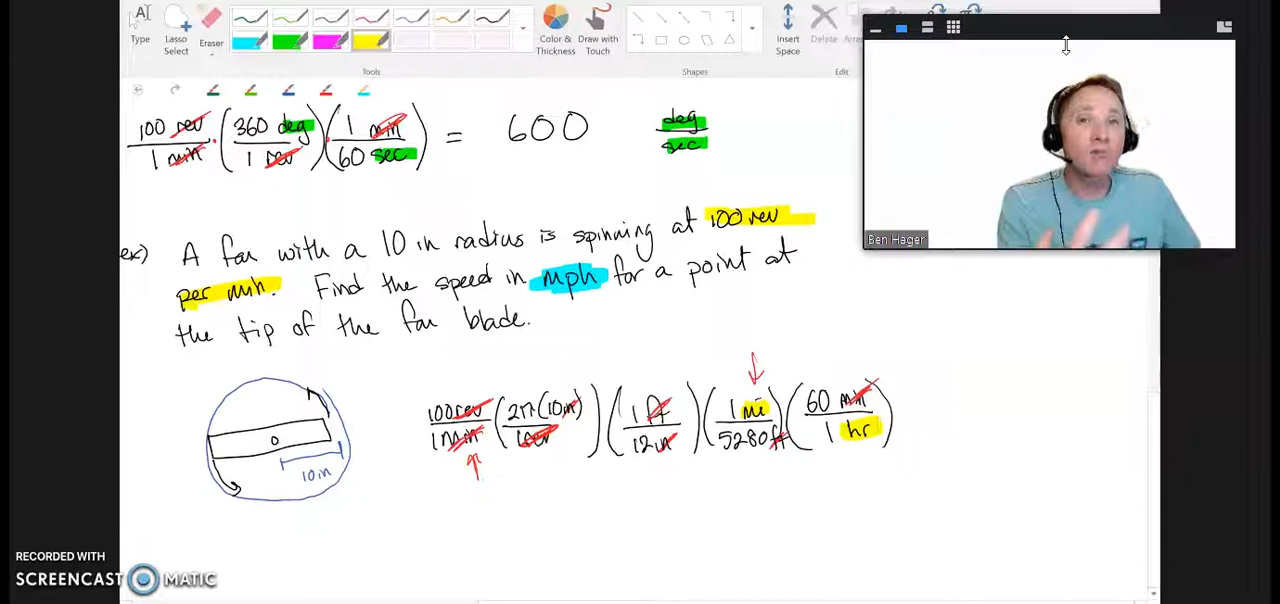 Type
Lasso
Select
Eraser
Color &
Thickness
Draw with
Touch
Insert
Space
Delete
Tools
Shapes
Edit
100 rev / 1 min · (360 deg / 1 rev) · (1 min / 60 sec) = 600 deg / sec
Ben Hager
ex) A fan with a 10 in radius is spinning at 100 rev
per min. Find the speed in mph for a point at
the tip of the fan blade.
100 rev / 1 min (2π(10in) / 1 rev) (1 ft / 12 in) (1 mi / 5280 ft) (60 min / 1 hr)
10 in
RECORDED WITH
SCREENCAST MATIC